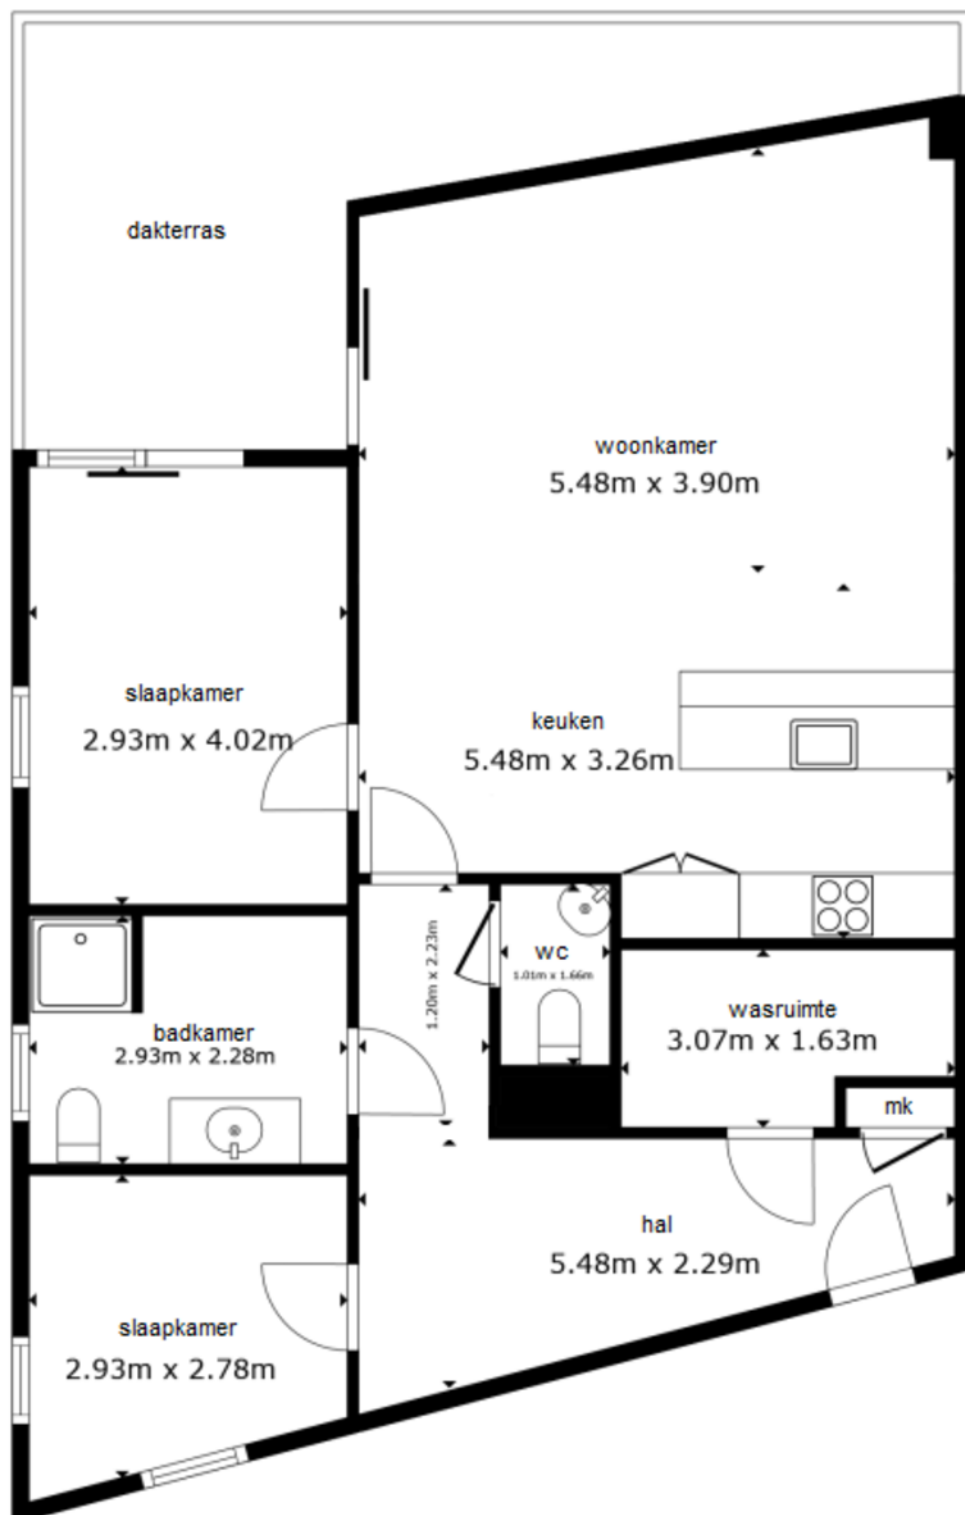 dakterras
woonkamer
5.48m x 3.90m
slaapkamer
2.93m x 4.02m
keuken
5.48m x 3.26m
1.20m x 2.23m
wc
1.01m x 1.66m
wasruimte
3.07m x 1.63m
badkamer
2.93m x 2.28m
mk
hal
5.48m x 2.29m
slaapkamer
2.93m x 2.78m